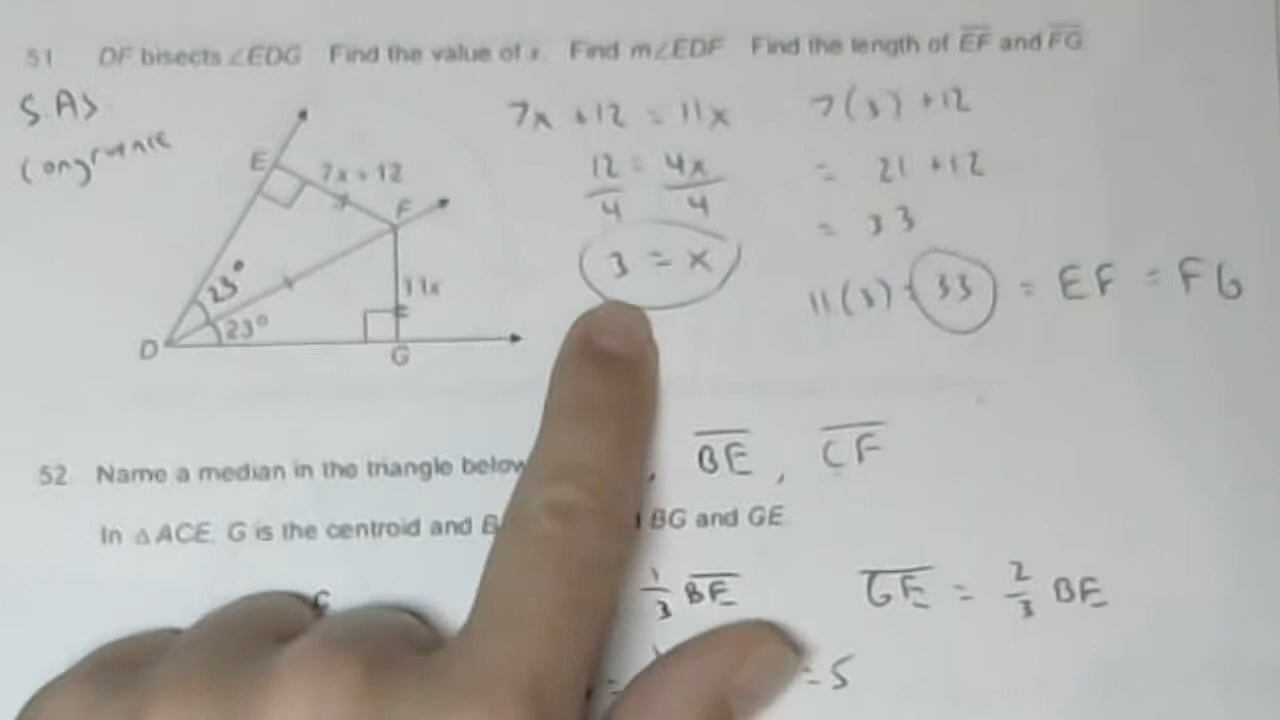 51 DF bisects ∠EDG Find the value of x. Find m∠EDF Find the length of EF and FG
S.AS
Congruence
E
7x + 12
F
23°
23°
11x
D
G
7x + 12 = 11x
12 = 4x
4 4
3 = x
7(3) + 12
= 21 + 12
= 33
11(3) = 33 = EF = FG
52. Name a median in the triangle below
, BE, CF
In △ACE, G is the centroid and BG and GE.
C
1/3 BE
GE = 2/3 BE
= 5